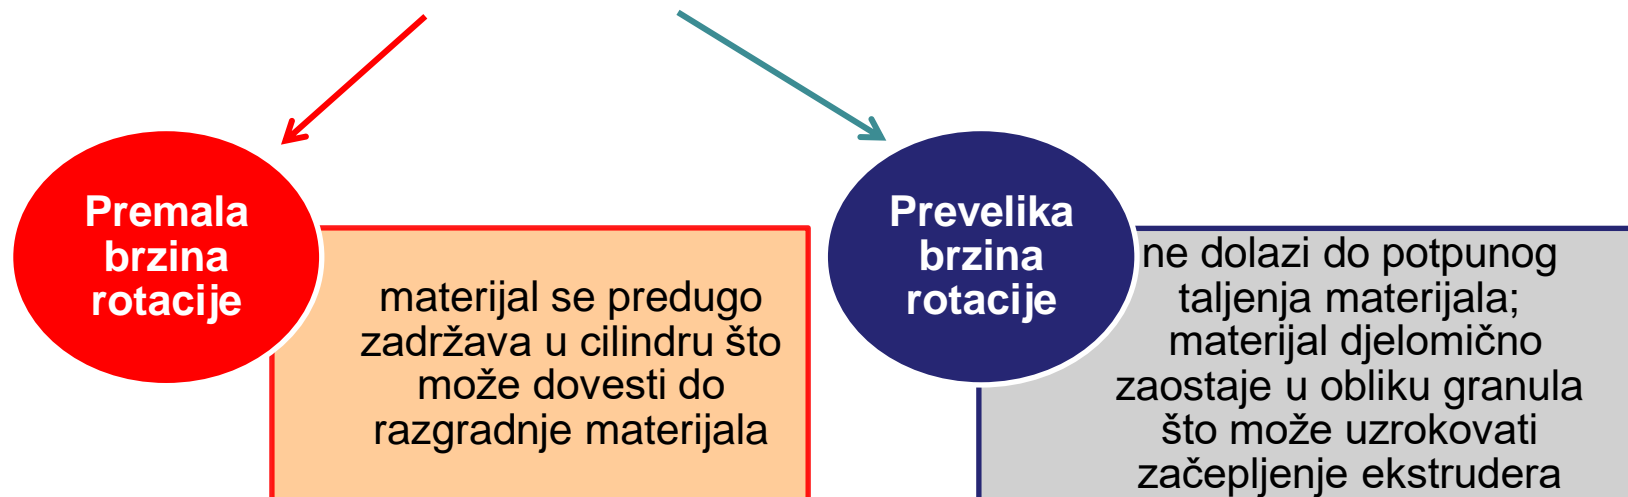 Premala
brzina
rotacije
materijal se predugo
zadržava u cilindru što
može dovesti do
razgradnje materijala
Prevelika
brzina
rotacije
ne dolazi do potpunog
taljenja materijala;
materijal djelomično
zaostaje u obliku granula
što može uzrokovati
začepljenje ekstrudera